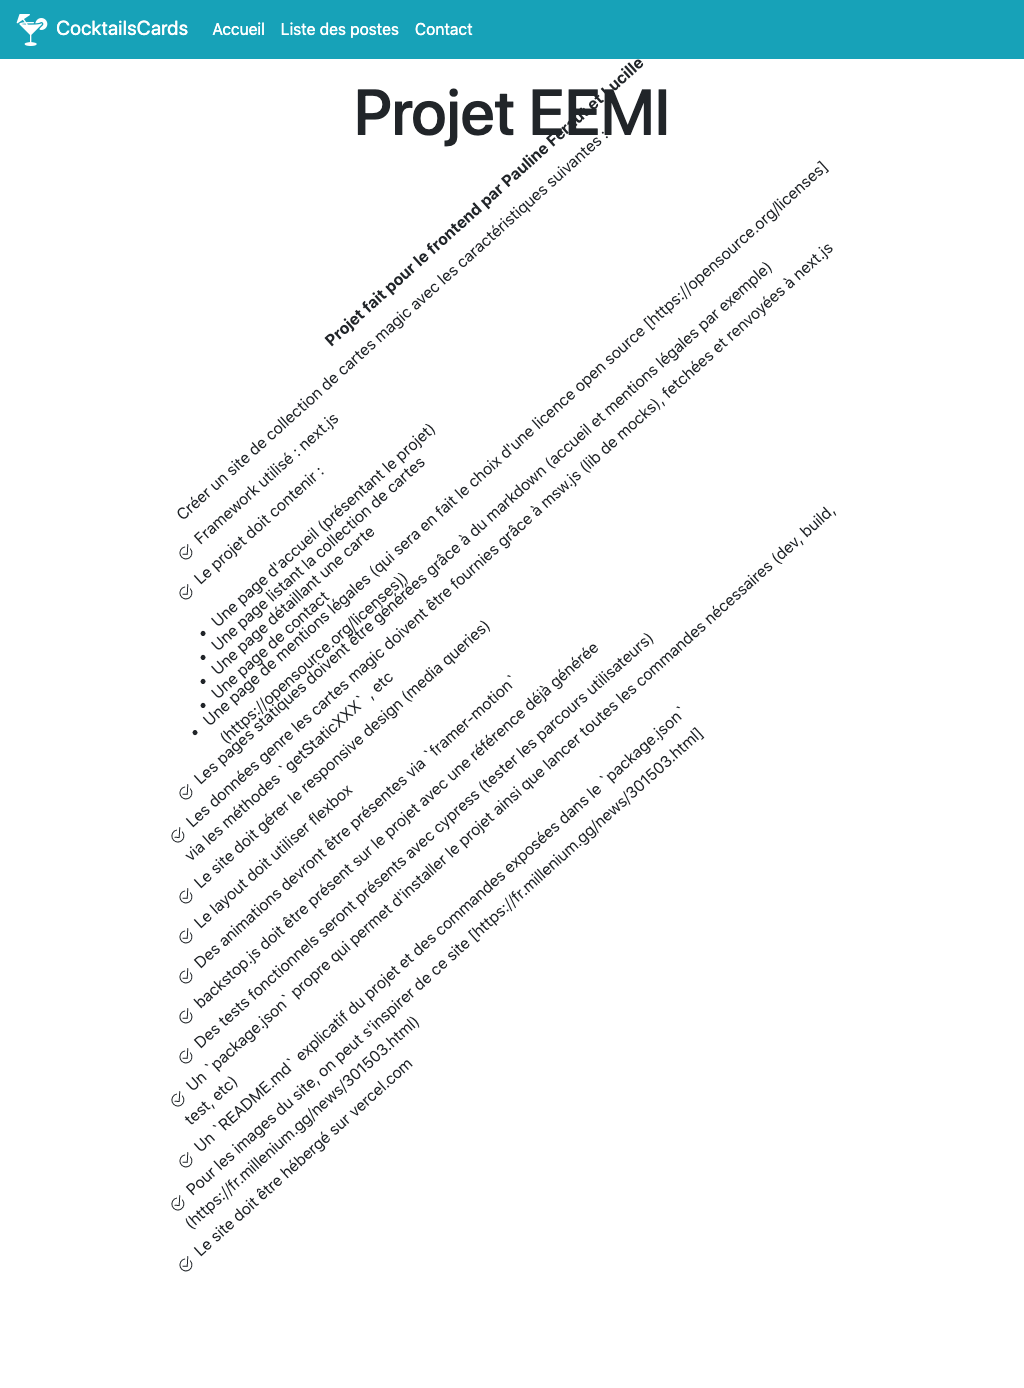 CocktailsCards Accueil Liste des postes Contact
Projet EEMI
Projet fait pour le frontend par Pauline Feraut et Lucille
Créer un site de collection de cartes magic avec les caractéristiques suivantes :
Framework utilisé : next.js
Le projet doit contenir :
Une page d'accueil (présentant le projet)
Une page listant la collection de cartes
Une page détaillant une carte
Une page de contact
Une page de mentions légales (qui sera en fait le choix d'une licence open source [https://opensource.org/licenses]
(https://opensource.org/licenses))
Les pages statiques doivent être générées grâce à du markdown (accueil et mentions légales par exemple)
Les données genre les cartes magic doivent être fournies grâce à msw.js (lib de mocks), fetchées et renvoyées à next.js
via les méthodes `getStaticXXX` , etc
Le site doit gérer le responsive design (media queries)
Le layout doit utiliser flexbox
Des animations devront être présentes via `framer-motion`
backstop.js doit être présent sur le projet avec une référence déjà générée
Des tests fonctionnels seront présents avec cypress (tester les parcours utilisateurs)
Un `package.json` propre qui permet d'installer le projet ainsi que lancer toutes les commandes nécessaires (dev, build,
test, etc)
Un `README.md` explicatif du projet et des commandes exposées dans le `package.json`
Pour les images du site, on peut s'inspirer de ce site [https://fr.millenium.gg/news/301503.html]
(https://fr.millenium.gg/news/301503.html)
Le site doit être hébergé sur vercel.com